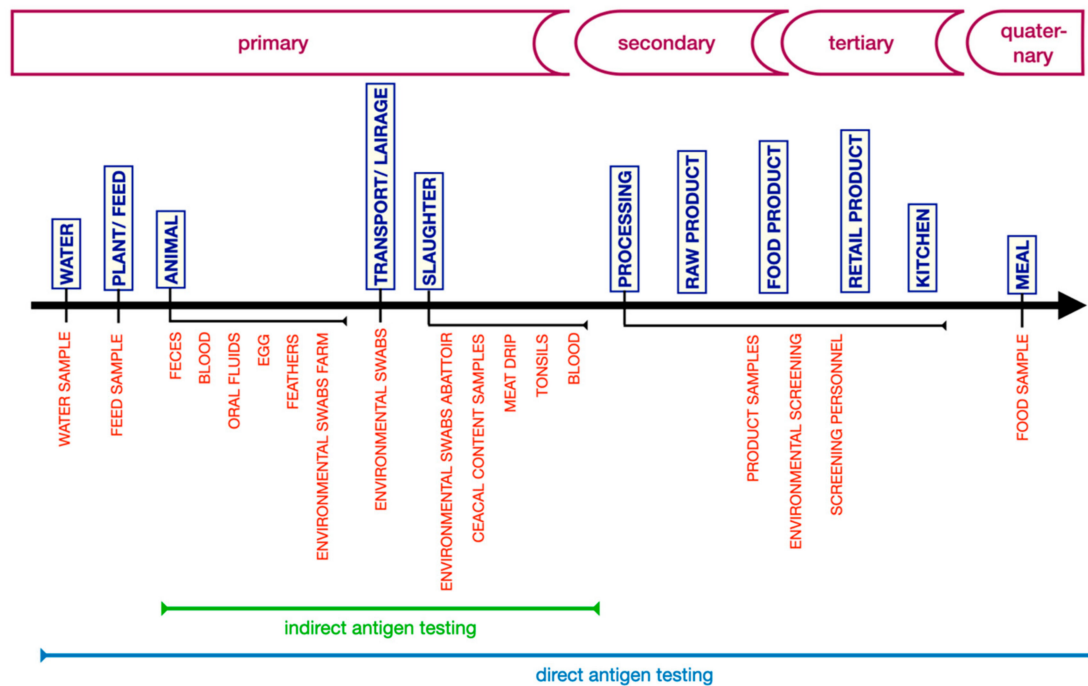 primary
secondary
tertiary
quater-
nary
WATER
PLANT/ FEED
ANIMAL
TRANSPORT/ LAIRAGE
SLAUGHTER
PROCESSING
RAW PRODUCT
FOOD PRODUCT
RETAIL PRODUCT
KITCHEN
MEAL
WATER SAMPLE
FEED SAMPLE
FECES
BLOOD
ORAL FLUIDS
EGG
FEATHERS
ENVIRONMENTAL SWABS FARM
ENVIRONMENTAL SWABS
ENVIRONMENTAL SWABS ABATTOIR
CEACAL CONTENT SAMPLES
MEAT DRIP
TONSILS
BLOOD
PRODUCT SAMPLES
ENVIRONMENTAL SCREENING
SCREENING PERSONNEL
FOOD SAMPLE
indirect antigen testing
direct antigen testing